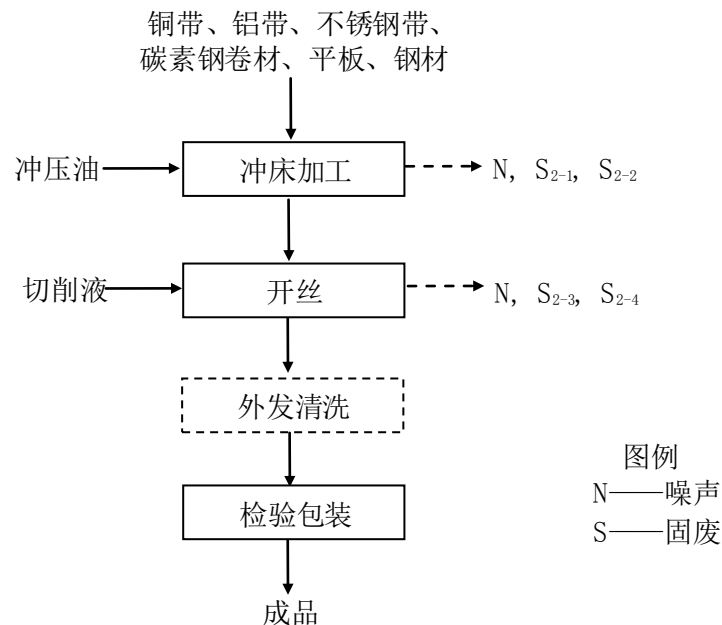 铜带、铝带、不锈钢带、
碳素钢卷材、平板、钢材
冲压油
冲床加工
N, S2-1, S2-2
切削液
开丝
N, S2-3, S2-4
外发清洗
图例
N——噪声
检验包装
S——固废
成品